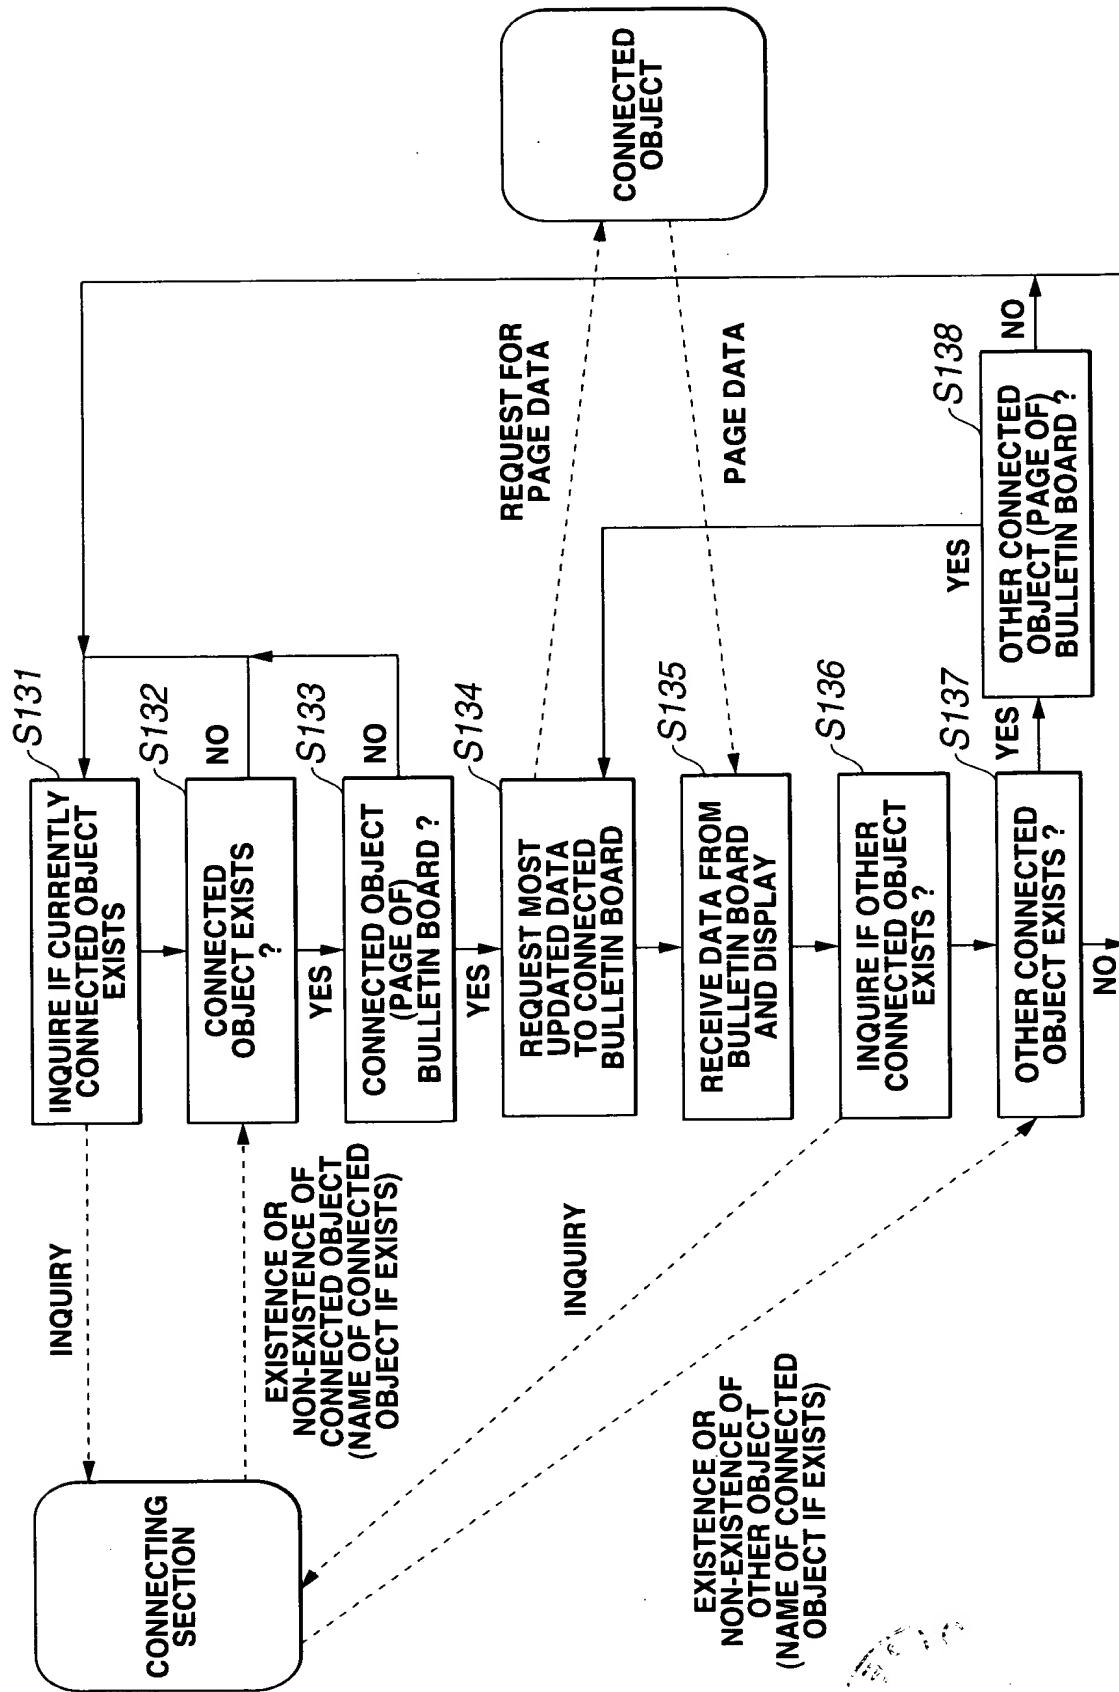 CONNECTING
SECTION
INQUIRY
EXISTENCE OR
NON-EXISTENCE OF
CONNECTED OBJECT
(NAME OF CONNECTED
OBJECT IF EXISTS)
INQUIRY
EXISTENCE OR
NON-EXISTENCE OF
OTHER OBJECT
(NAME OF CONNECTED
OBJECT IF EXISTS)
S131
INQUIRE IF CURRENTLY
CONNECTED OBJECT
EXISTS
S132
CONNECTED
OBJECT EXISTS
?
NO
YES
S133
CONNECTED OBJECT
(PAGE OF)
BULLETIN BOARD ?
NO
YES
S134
REQUEST MOST
UPDATED DATA
TO CONNECTED
BULLETIN BOARD
S135
RECEIVE DATA FROM
BULLETIN BOARD
AND DISPLAY
S136
INQUIRE IF OTHER
CONNECTED OBJECT
EXISTS ?
S137
OTHER CONNECTED
OBJECT EXISTS ?
YES
NO
S138
OTHER CONNECTED
OBJECT (PAGE OF)
BULLETIN BOARD ?
YES
NO
REQUEST FOR
PAGE DATA
PAGE DATA
CONNECTED
OBJECT